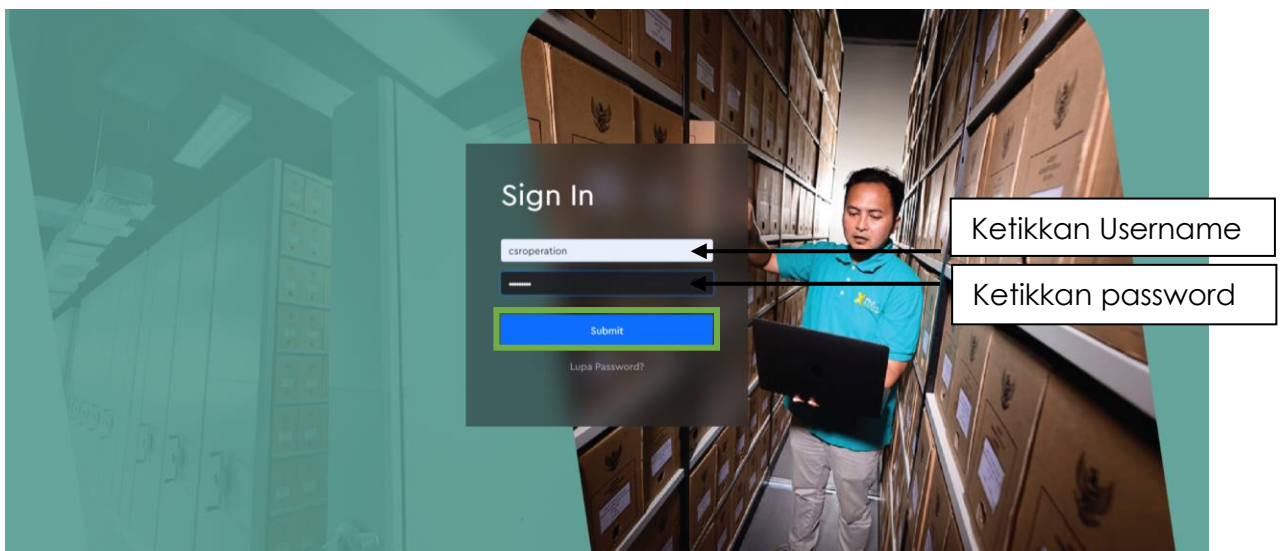 Sign In
csroperation
Submit
Lupa Password?
Ketikkan Username
Ketikkan password